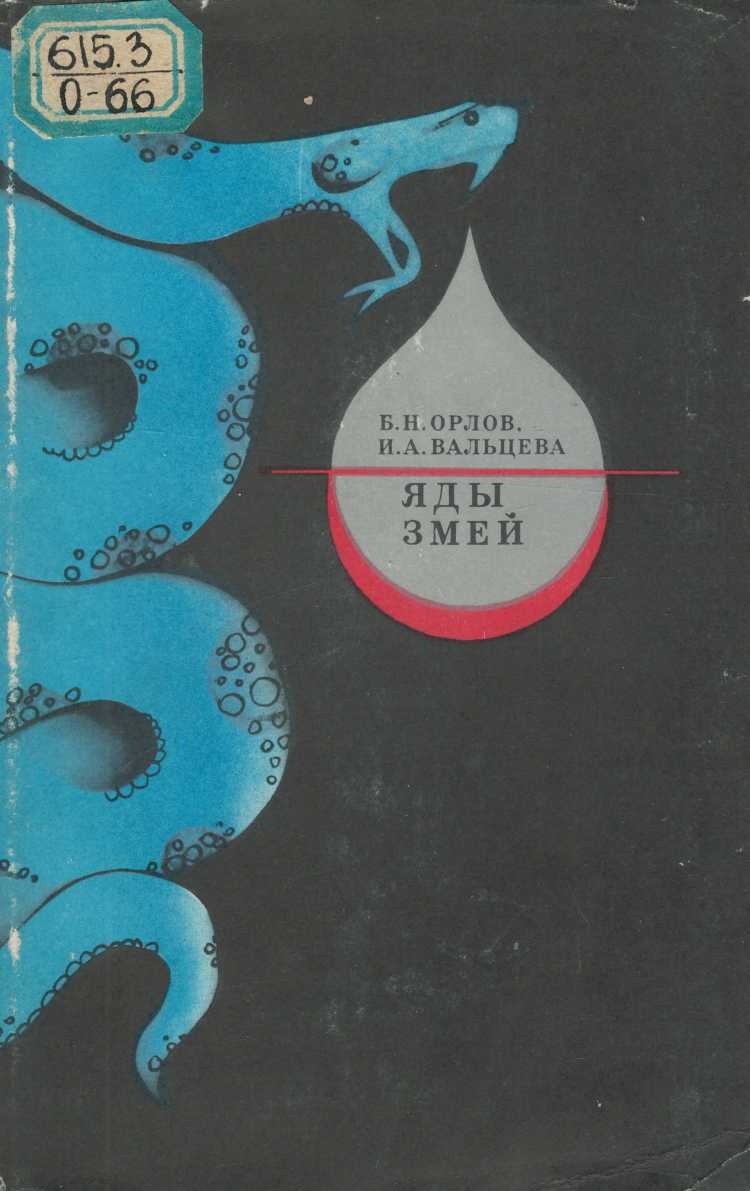 615.3
О-66
Б.Н.ОРЛОВ,
И.А.ВАЛЬЦЕВА
ЯДЫ
ЗМЕЙ